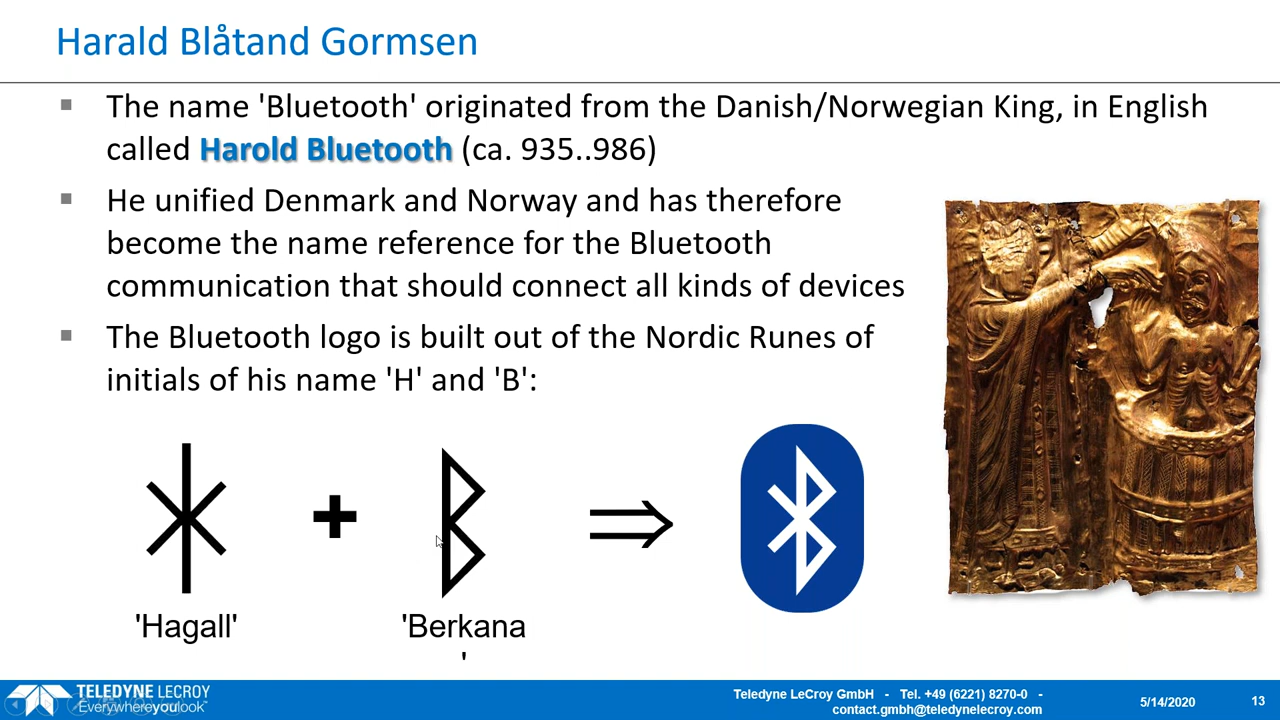 Harald Blåtand Gormsen
▪ The name 'Bluetooth' originated from the Danish/Norwegian King, in English
called Harold Bluetooth (ca. 935..986)
▪ He unified Denmark and Norway and has therefore
become the name reference for the Bluetooth
communication that should connect all kinds of devices
▪ The Bluetooth logo is built out of the Nordic Runes of
initials of his name 'H' and 'B':
+
⇒
'Hagall'
'Berkana
'
TELEDYNE LECROY
Everywhereyoulook™
Teledyne LeCroy GmbH - Tel. +49 (6221) 8270-0 -
contact.gmbh@teledynelecroy.com
5/14/2020
13